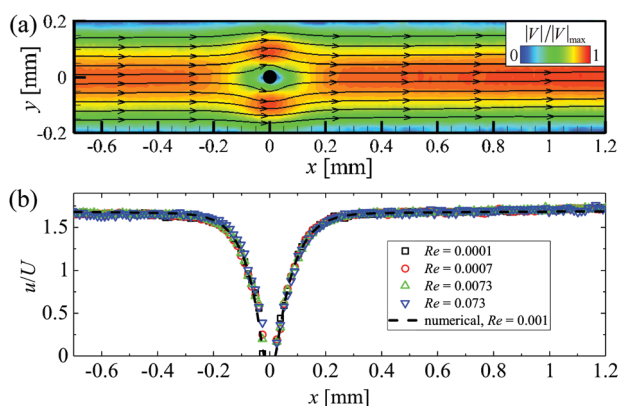 (a)
0.2
0
-0.2
y [mm]
|V|/|V|max
0 1
-0.6 -0.4 -0.2 0 0.2 0.4 0.6 0.8 1 1.2
x [mm]
(b)
1.5
1
0.5
0
u/U
Re = 0.0001
Re = 0.0007
Re = 0.0073
Re = 0.073
numerical, Re = 0.001
-0.6 -0.4 -0.2 0 0.2 0.4 0.6 0.8 1 1.2
x [mm]